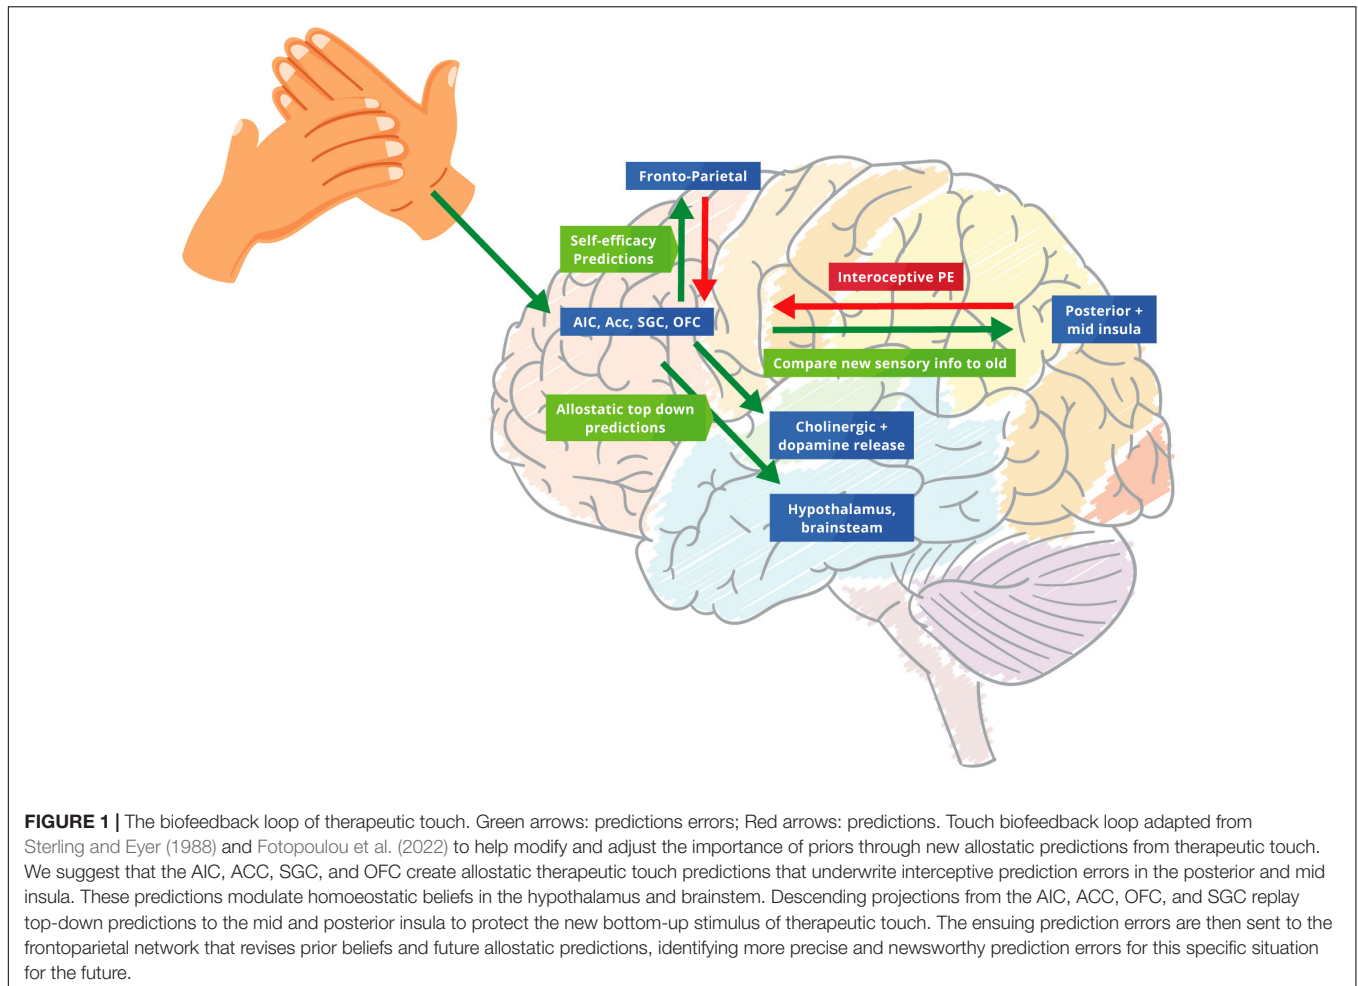 Fronto-Parietal
Self-efficacy
Predictions
Interoceptive PE
AIC, Acc, SGC, OFC
Posterior +
mid insula
Compare new sensory info to old
Allostatic top down
predictions
Cholinergic +
dopamine release
Hypothalamus,
brainsteam
FIGURE 1 | The biofeedback loop of therapeutic touch. Green arrows: predictions errors; Red arrows: predictions. Touch biofeedback loop adapted from
Sterling and Eyer (1988) and Fotopoulou et al. (2022) to help modify and adjust the importance of priors through new allostatic predictions from therapeutic touch.
We suggest that the AIC, ACC, SGC, and OFC create allostatic therapeutic touch predictions that underwrite interceptive prediction errors in the posterior and mid
insula. These predictions modulate homoeostatic beliefs in the hypothalamus and brainstem. Descending projections from the AIC, ACC, OFC, and SGC replay
top-down predictions to the mid and posterior insula to protect the new bottom-up stimulus of therapeutic touch. The ensuing prediction errors are then sent to the
frontoparietal network that revises prior beliefs and future allostatic predictions, identifying more precise and newsworthy prediction errors for this specific situation
for the future.